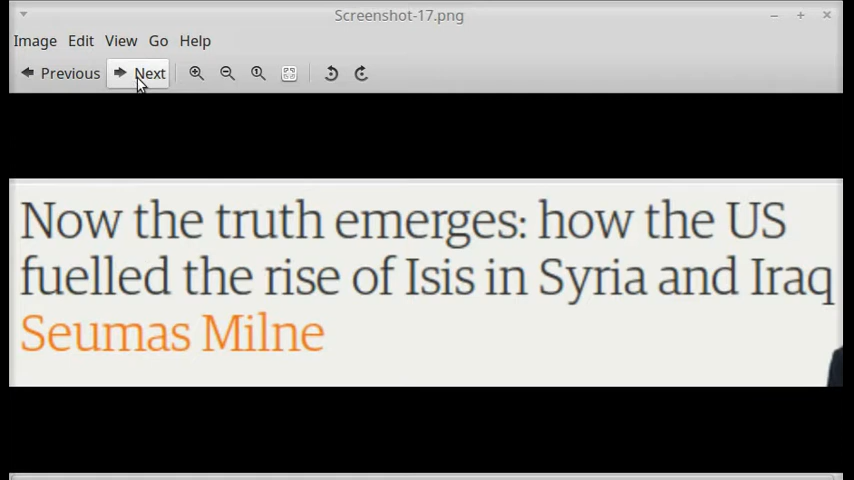 Screenshot-17.png
Image Edit View Go Help
Previous Next
Now the truth emerges: how the US
fuelled the rise of Isis in Syria and Iraq
Seumas Milne